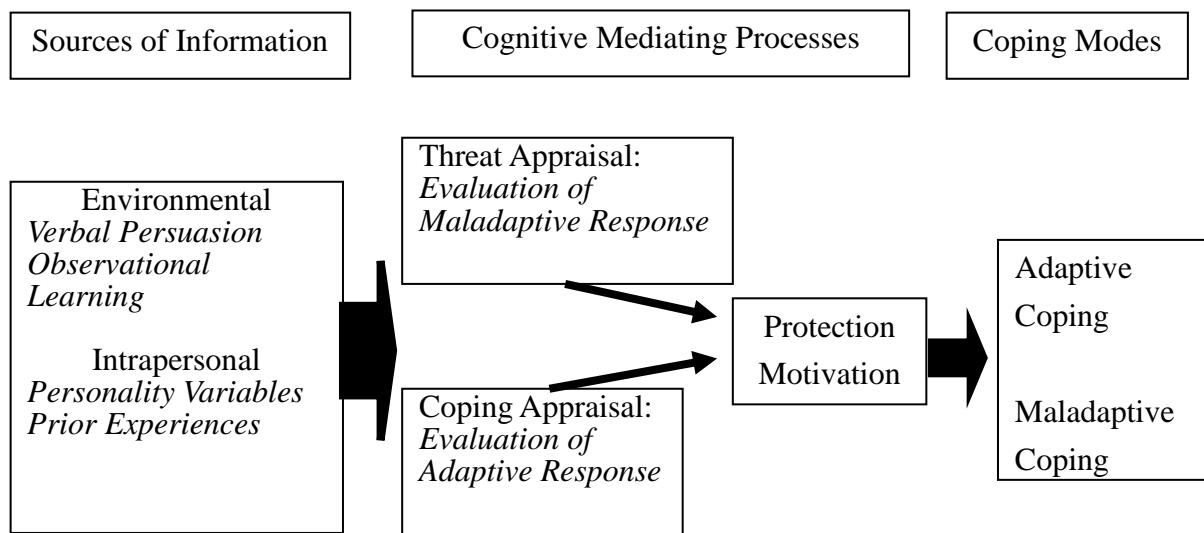 Sources of Information
Cognitive Mediating Processes
Coping Modes
Environmental
Verbal Persuasion
Observational
Learning
Intrapersonal
Personality Variables
Prior Experiences
Threat Appraisal:
Evaluation of
Maladaptive Response
Coping Appraisal:
Evaluation of
Adaptive Response
Protection
Motivation
Adaptive
Coping
Maladaptive
Coping